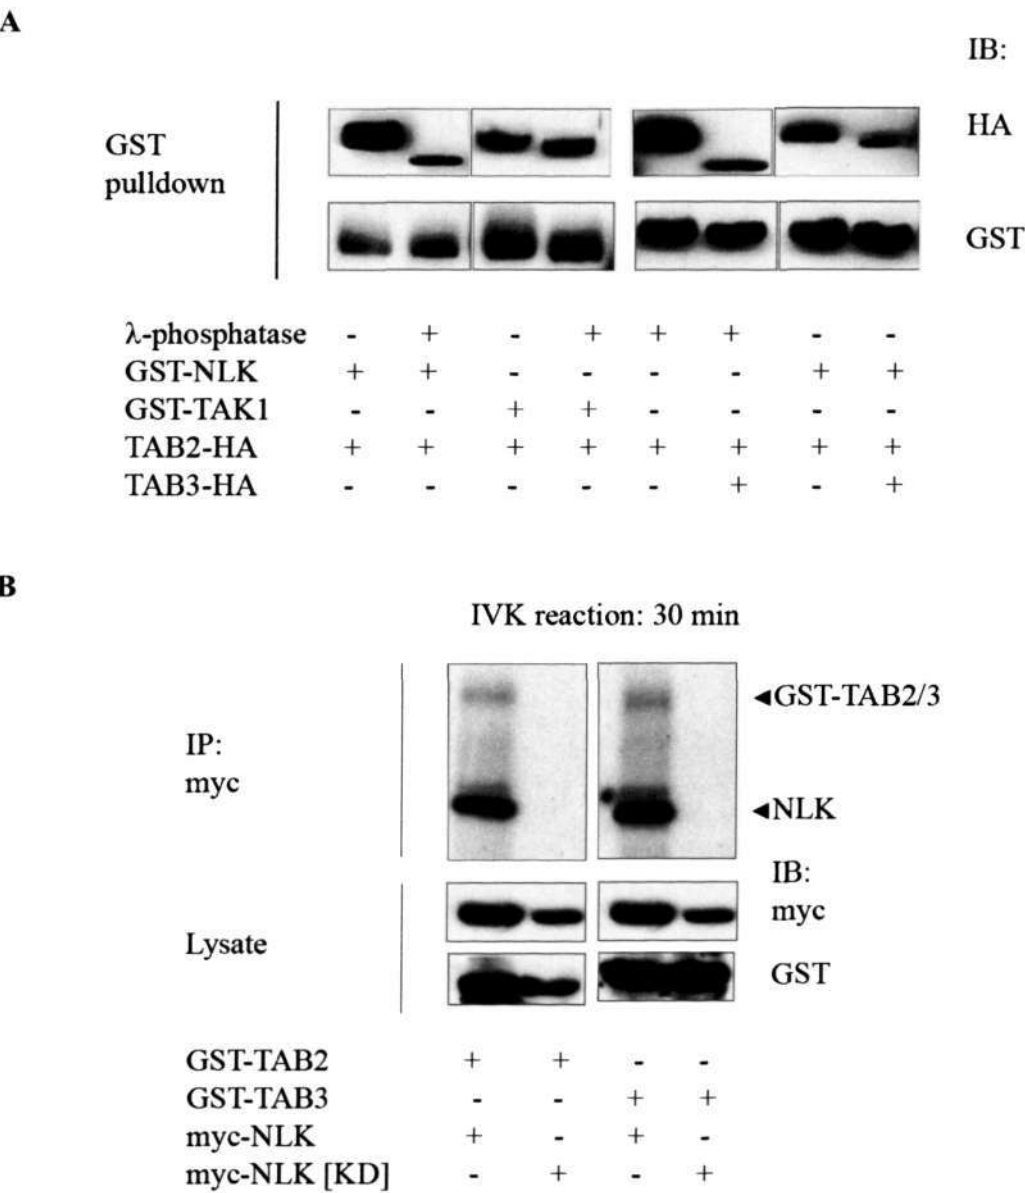 A
IB:
GST
pulldown
HA
GST
λ-phosphatase - + - + + + - -
GST-NLK + + - - - - + +
GST-TAK1 - - + + - - - -
TAB2-HA + + + + + + + +
TAB3-HA - - - - - + - +
B
IVK reaction: 30 min
◄GST-TAB2/3
IP:
myc
◄NLK
IB:
myc
Lysate
GST
GST-TAB2 + + - -
GST-TAB3 - - + +
myc-NLK + - + -
myc-NLK [KD] - + - +